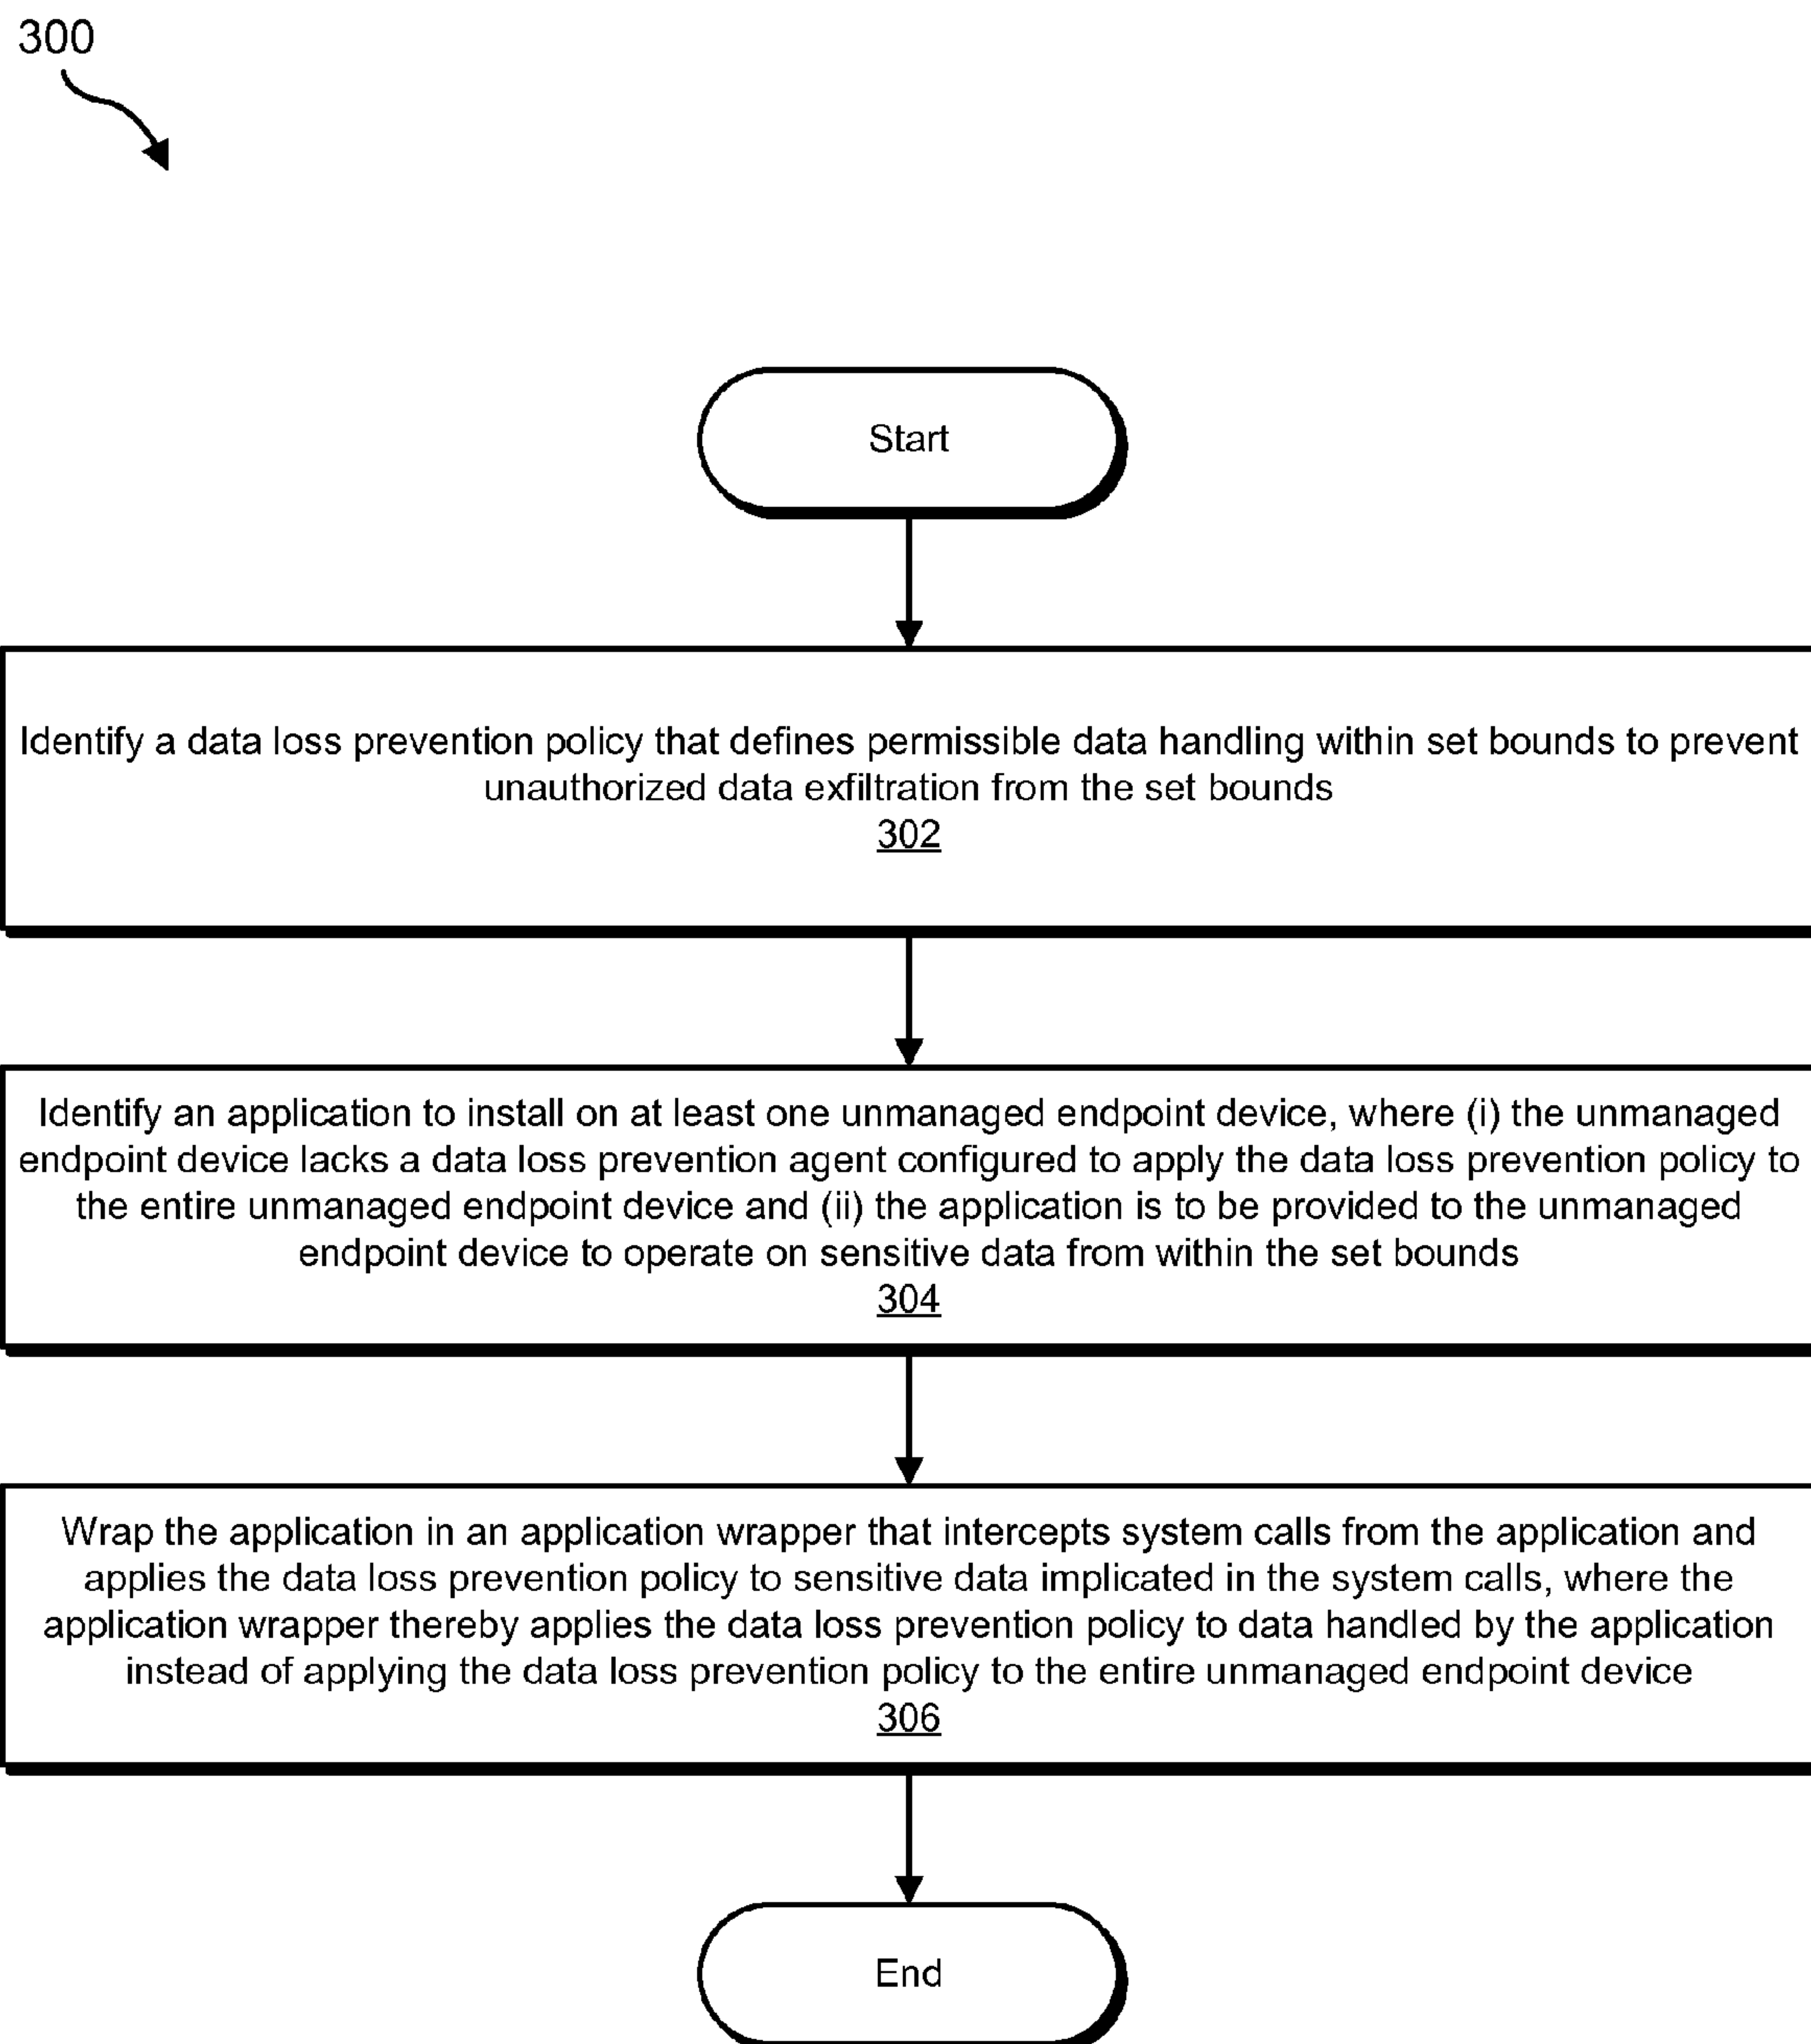 300
Start
Identify a data loss prevention policy that defines permissible data handling within set bounds to prevent
unauthorized data exfiltration from the set bounds
302
Identify an application to install on at least one unmanaged endpoint device, where (i) the unmanaged
endpoint device lacks a data loss prevention agent configured to apply the data loss prevention policy to
the entire unmanaged endpoint device and (ii) the application is to be provided to the unmanaged
endpoint device to operate on sensitive data from within the set bounds
304
Wrap the application in an application wrapper that intercepts system calls from the application and
applies the data loss prevention policy to sensitive data implicated in the system calls, where the
application wrapper thereby applies the data loss prevention policy to data handled by the application
instead of applying the data loss prevention policy to the entire unmanaged endpoint device
306
End